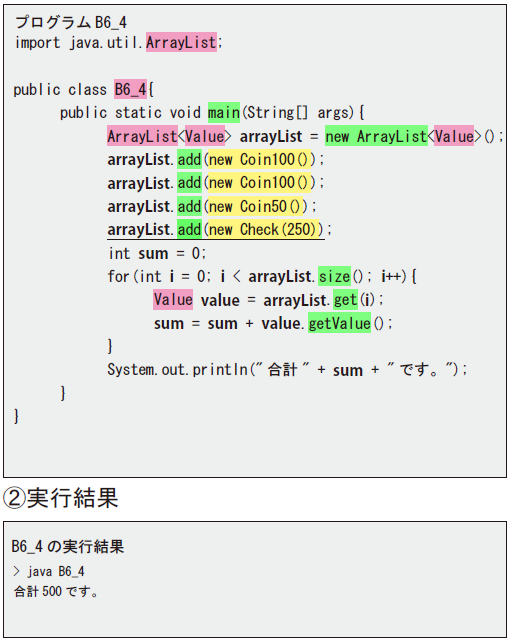 プログラム B6_4
import java.util.ArrayList;
public class B6_4{
public static void main(String[] args){
ArrayList<Value> arrayList = new ArrayList<Value>();
arrayList.add(new Coin100());
arrayList.add(new Coin100());
arrayList.add(new Coin50());
arrayList.add(new Check(250));
int sum = 0;
for(int i = 0; i < arrayList.size(); i++){
Value value = arrayList.get(i);
sum = sum + value.getValue();
}
System.out.println("合計" + sum + "です。");
}
}
②実行結果
B6_4 の実行結果
> java B6_4
合計 500 です。